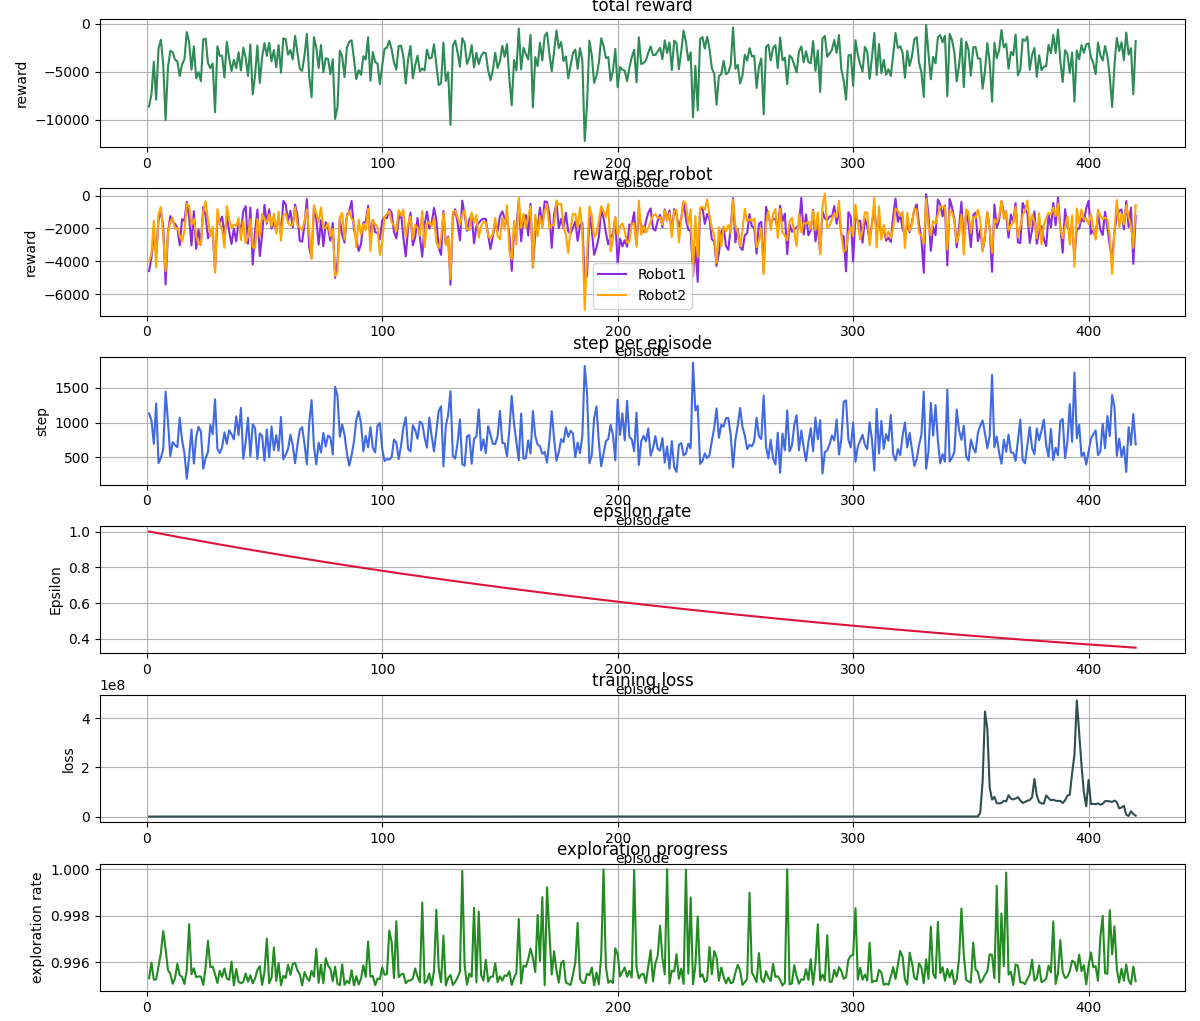 total reward
0
−5000
−10000
reward
0 100 200 300 400
episode
reward per robot
0
−2000
−4000
−6000
reward
Robot1
Robot2
0 100 200 300 400
episode
step per episode
1500
1000
500
step
0 100 200 300 400
episode
epsilon rate
1.0
0.8
0.6
0.4
Epsilon
0 100 200 300 400
episode
training loss
1e8
4
2
0
loss
0 100 200 300 400
episode
exploration progress
1.000
0.998
0.996
exploration rate
0 100 200 300 400